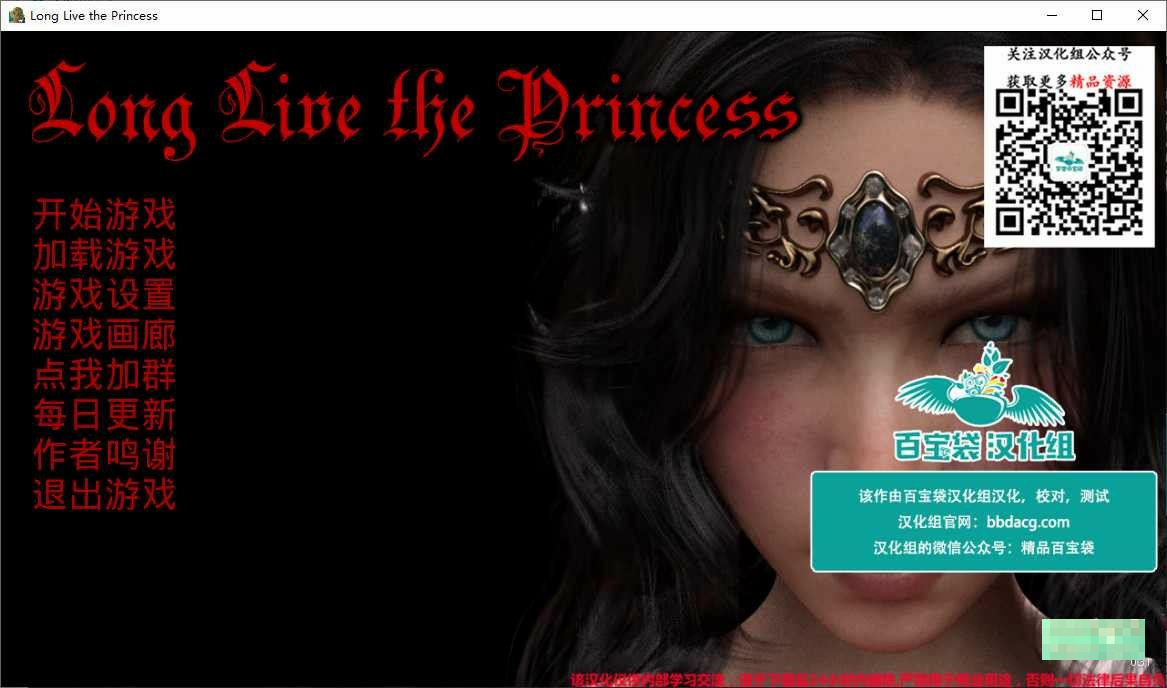 Long Live the Princess
Long Live the Princess
关注汉化组公众号
获取更多精品资源
开始游戏
加载游戏
游戏设置
游戏画廊
点我加群
每日更新
作者鸣谢
退出游戏
百宝袋汉化组
该作由百宝袋汉化组汉化，校对，测试
汉化组官网：bbdacg.com
汉化组的微信公众号：精品百宝袋
该汉化仅供内部学习交流，请于下载后24小时内删除,严禁用于商业用途，否则一切法律后果自